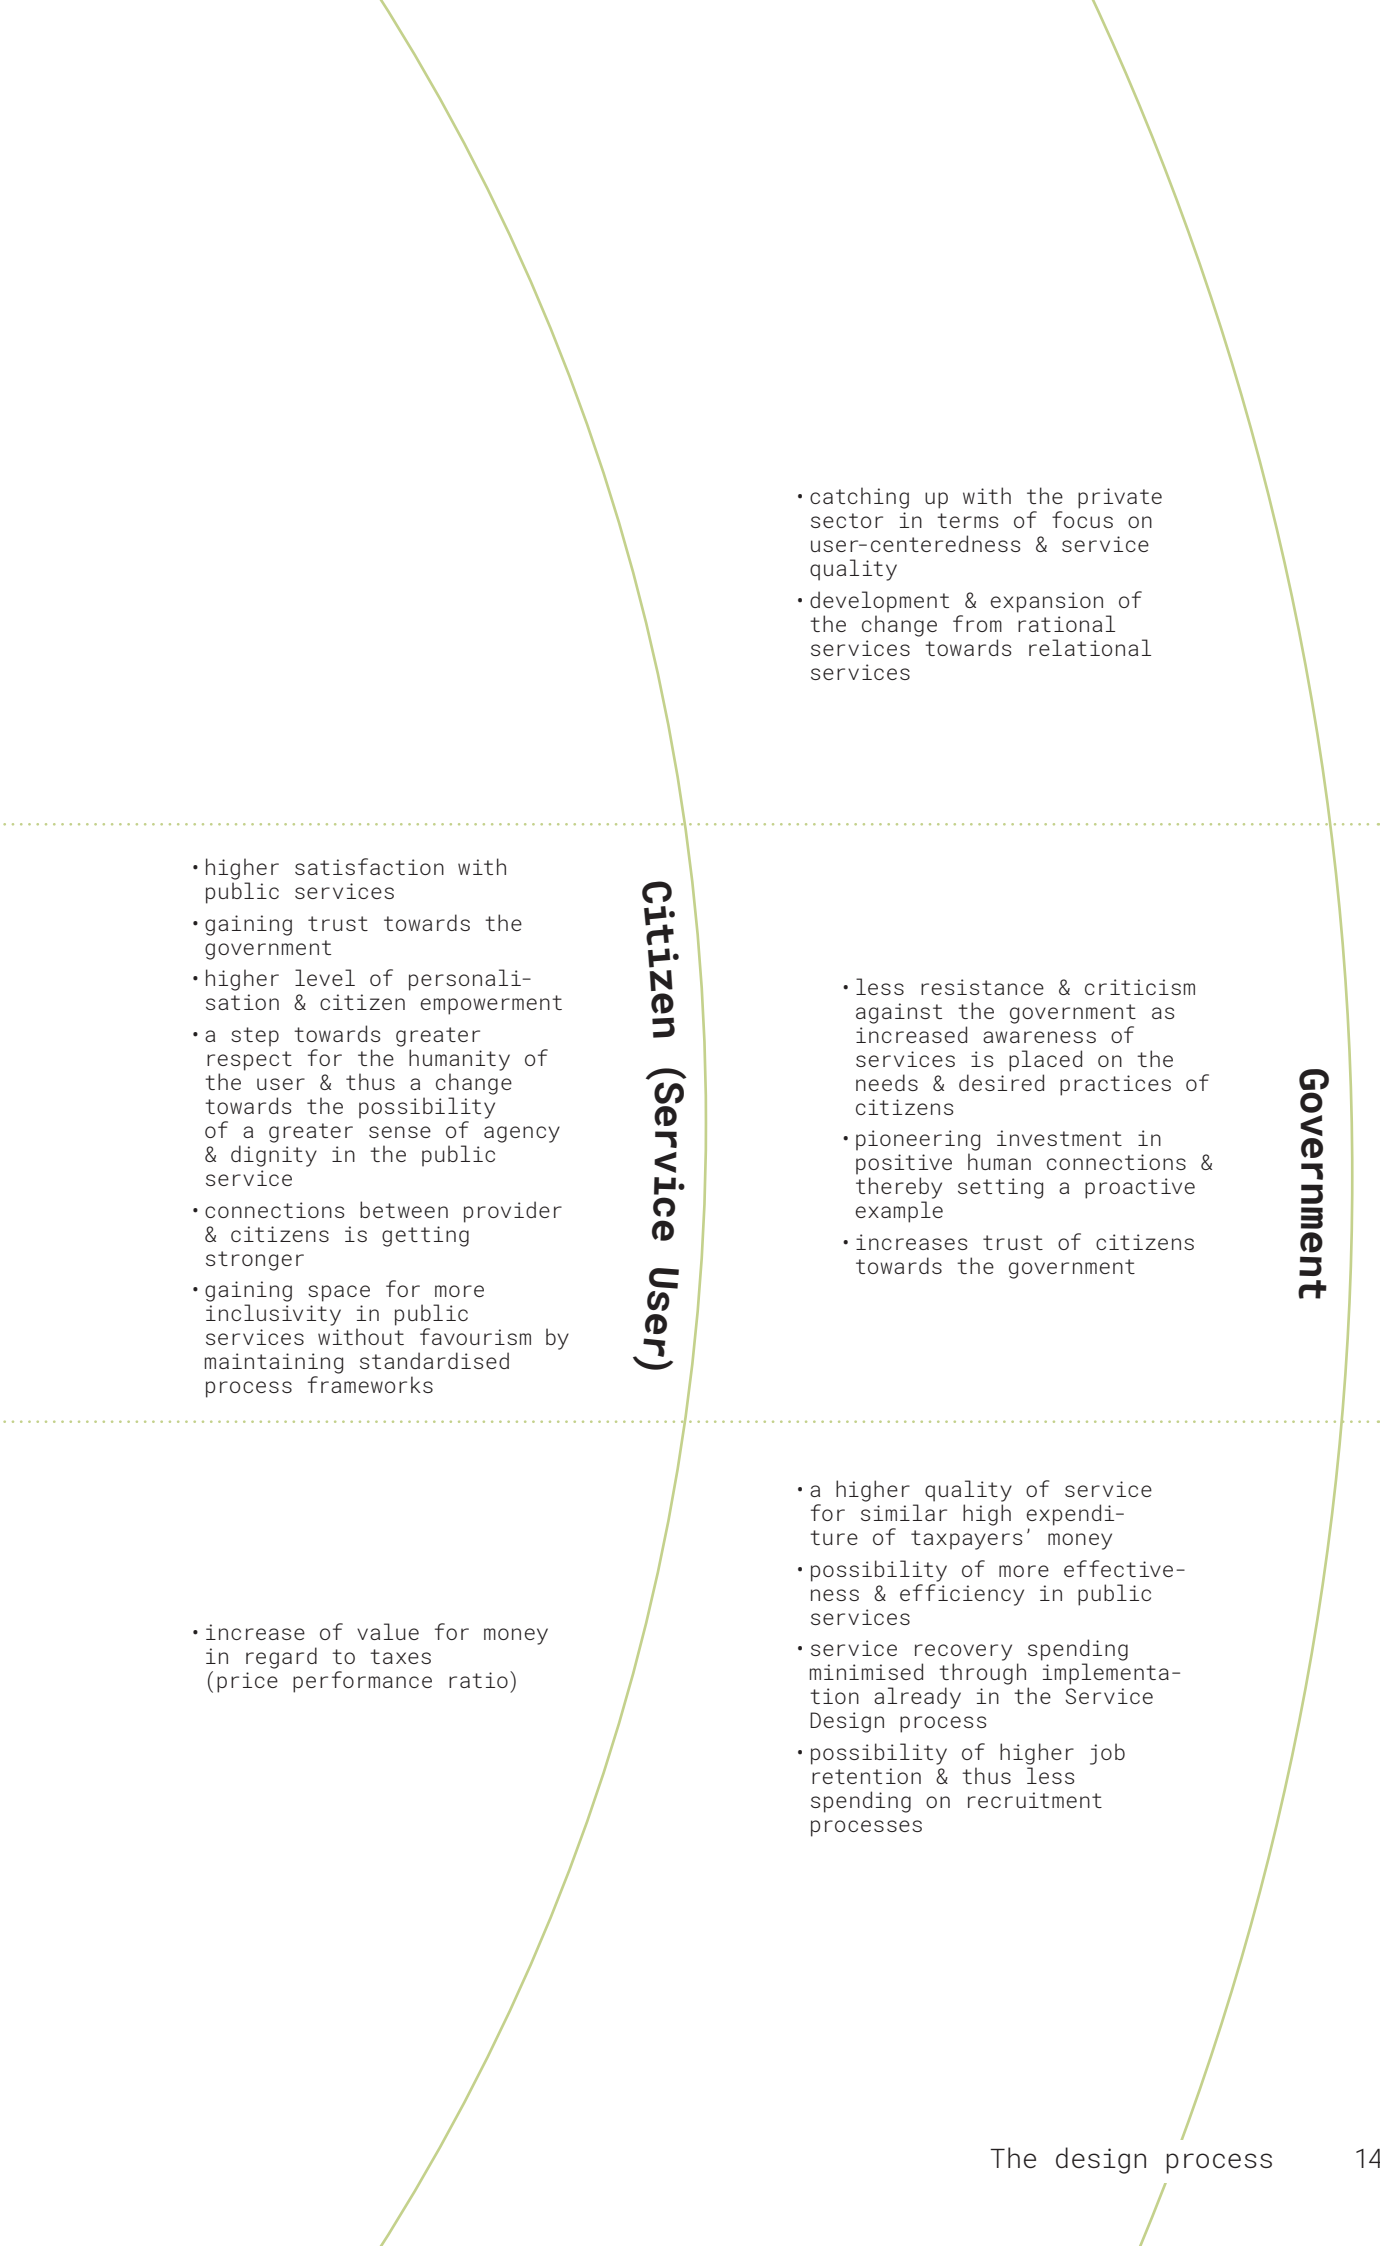 • catching up with the private
sector in terms of focus on
user-centeredness & service
quality
• development & expansion of
the change from rational
services towards relational
services
• higher satisfaction with
public services
• gaining trust towards the
government
• higher level of personali-
sation & citizen empowerment
• a step towards greater
respect for the humanity of
the user & thus a change
towards the possibility
of a greater sense of agency
& dignity in the public
service
• connections between provider
& citizens is getting
stronger
• gaining space for more
inclusivity in public
services without favourism by
maintaining standardised
process frameworks
Citizen (Service User)
• less resistance & criticism
against the government as
increased awareness of
services is placed on the
needs & desired practices of
citizens
• pioneering investment in
positive human connections &
thereby setting a proactive
example
• increases trust of citizens
towards the government
Government
• increase of value for money
in regard to taxes
(price performance ratio)
• a higher quality of service
for similar high expendi-
ture of taxpayers’ money
• possibility of more effective-
ness & efficiency in public
services
• service recovery spending
minimised through implementa-
tion already in the Service
Design process
• possibility of higher job
retention & thus less
spending on recruitment
processes
The design process 14